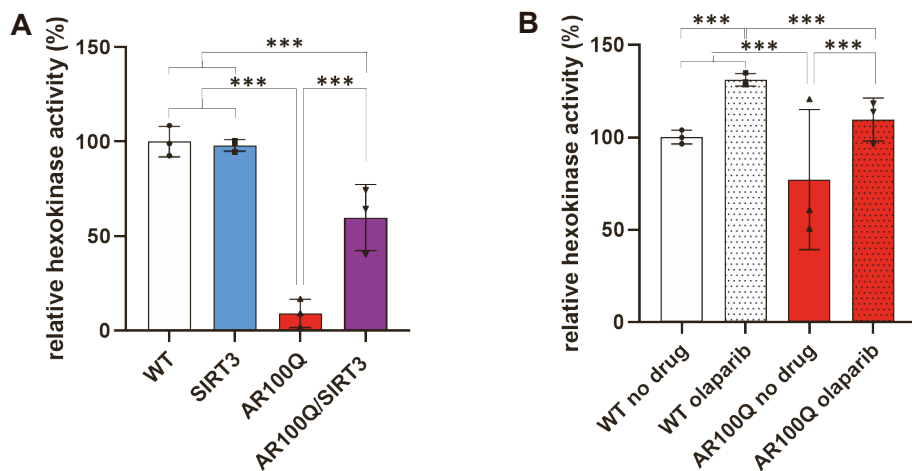 A
relative hexokinase activity (%)
150
100
50
0
***
***
***
WT
SIRT3
AR100Q
AR100Q/SIRT3
B
relative hexokinase activity (%)
150
100
50
0
***
***
***
***
WT no drug
WT olaparib
AR100Q no drug
AR100Q olaparib